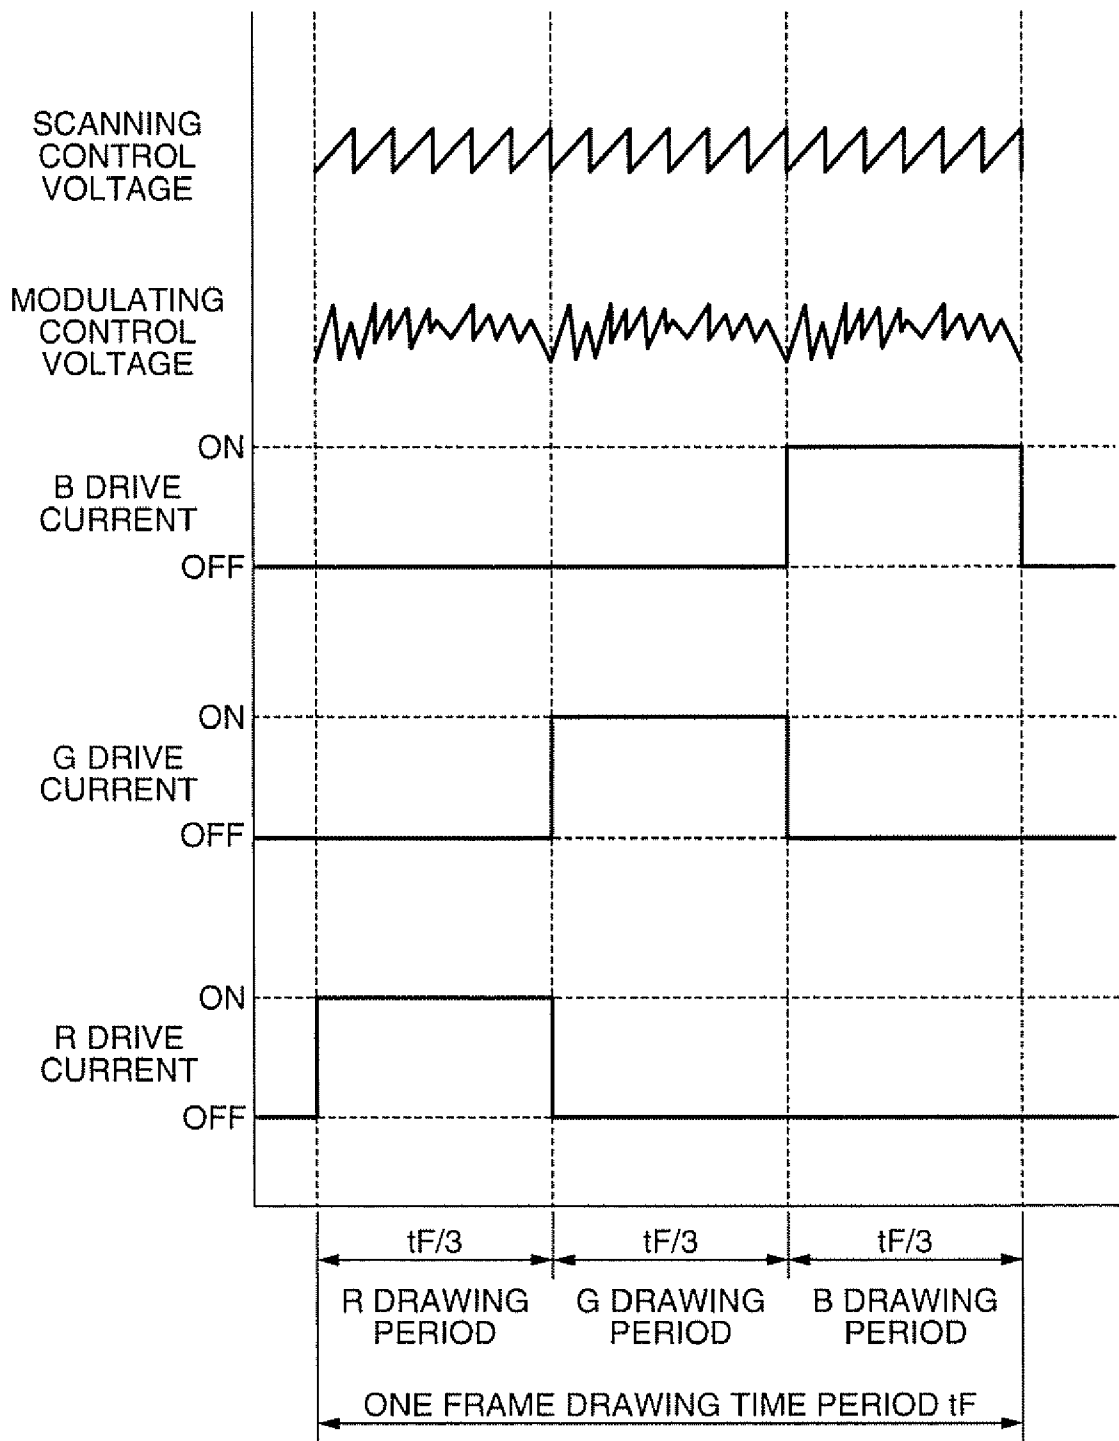 SCANNING
CONTROL
VOLTAGE
MODULATING
CONTROL
VOLTAGE
ON
B DRIVE
CURRENT
OFF
ON
G DRIVE
CURRENT
OFF
ON
R DRIVE
CURRENT
OFF
tF/3 tF/3 tF/3
R DRAWING PERIOD
G DRAWING PERIOD
B DRAWING PERIOD
ONE FRAME DRAWING TIME PERIOD tF